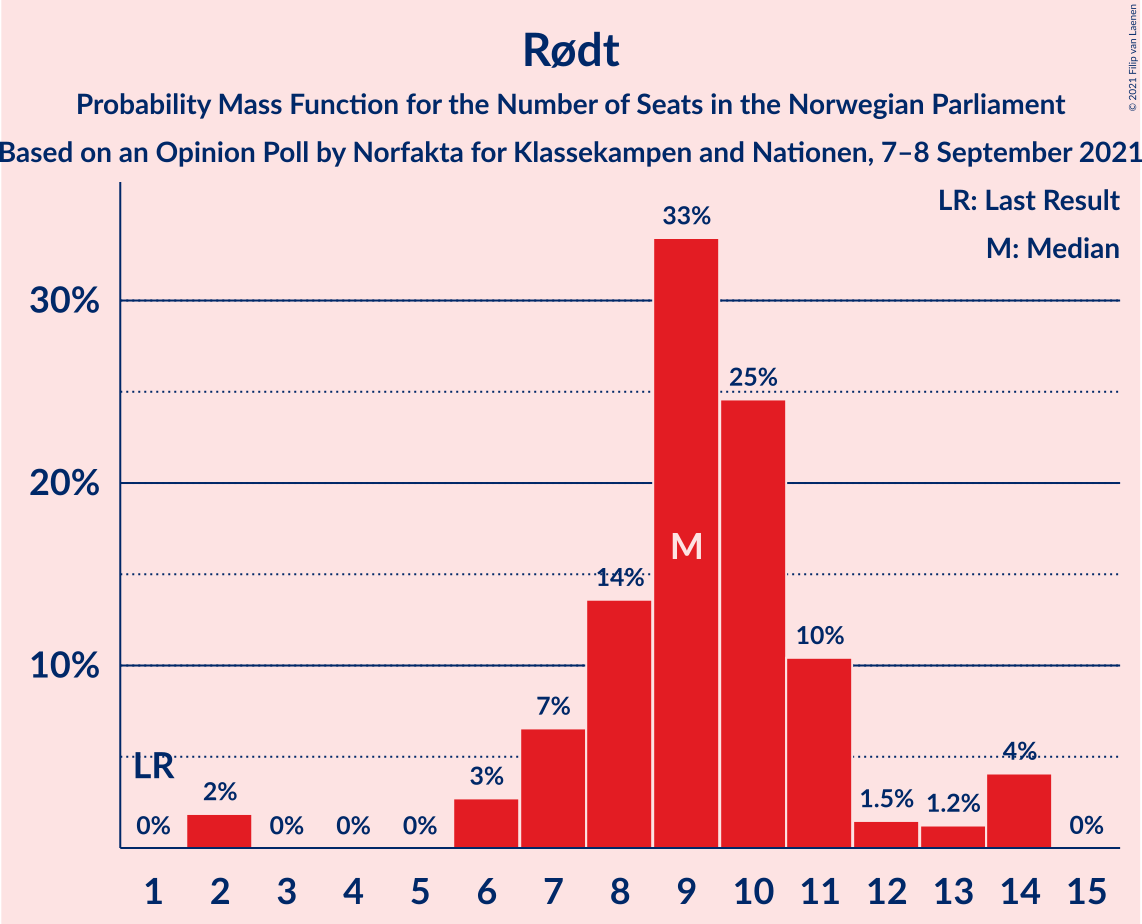 Rødt
Probability Mass Function for the Number of Seats in the Norwegian Parliament
Based on an Opinion Poll by Norfakta for Klassekampen and Nationen, 7–8 September 2021
© 2021 Filip van Laenen
LR: Last Result
M: Median
30%
20%
10%
LR
0%
2%
0%
0%
0%
3%
7%
14%
33%
M
25%
10%
1.5%
1.2%
4%
0%
1 2 3 4 5 6 7 8 9 10 11 12 13 14 15